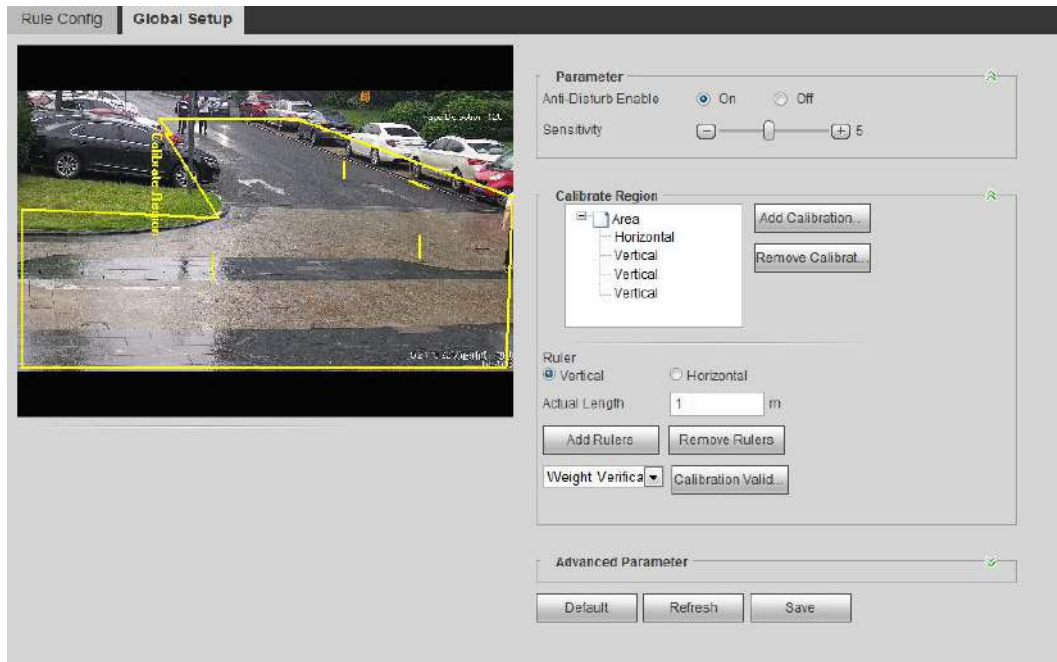 Rule Config Global Setup
Calibrate Region
Parameter
Anti-Disturb Enable On Off
Sensitivity 5
Calibrate Region
Area
Horizontal
Vertical
Vertical
Vertical
Add Calibration...
Remove Calibrat...
Ruler
Vertical Horizontal
Actual Length 1 m
Add Rulers Remove Rulers
Weight Verifica Calibration Valid...
Advanced Parameter
Default Refresh Save